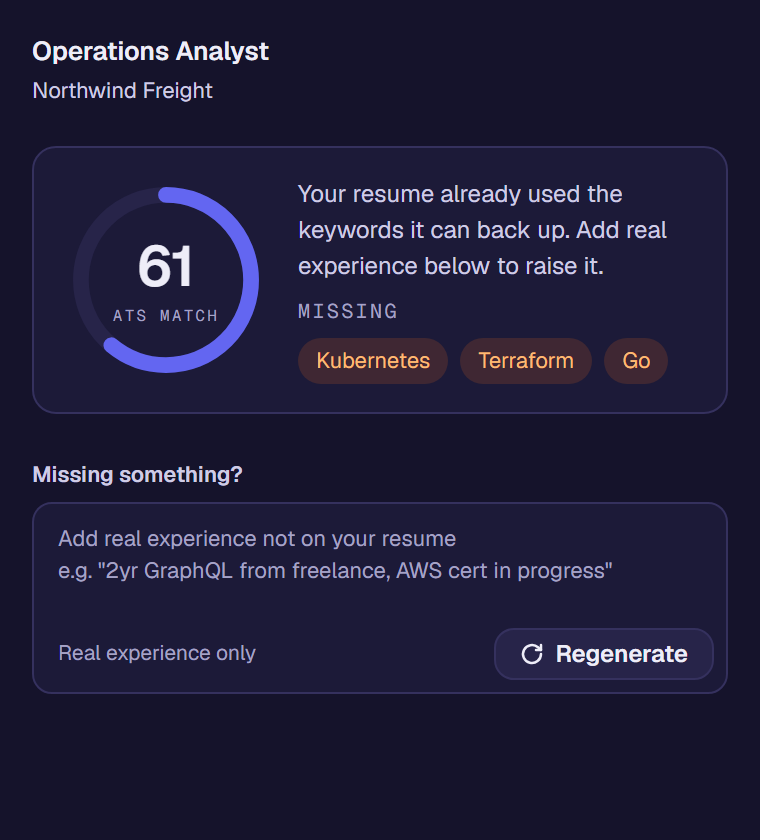 Operations Analyst
Northwind Freight
61
ATS MATCH
Your resume already used the
keywords it can back up. Add real
experience below to raise it.
MISSING
Kubernetes Terraform Go
Missing something?
Add real experience not on your resume
e.g. "2yr GraphQL from freelance, AWS cert in progress"
Real experience only
Regenerate